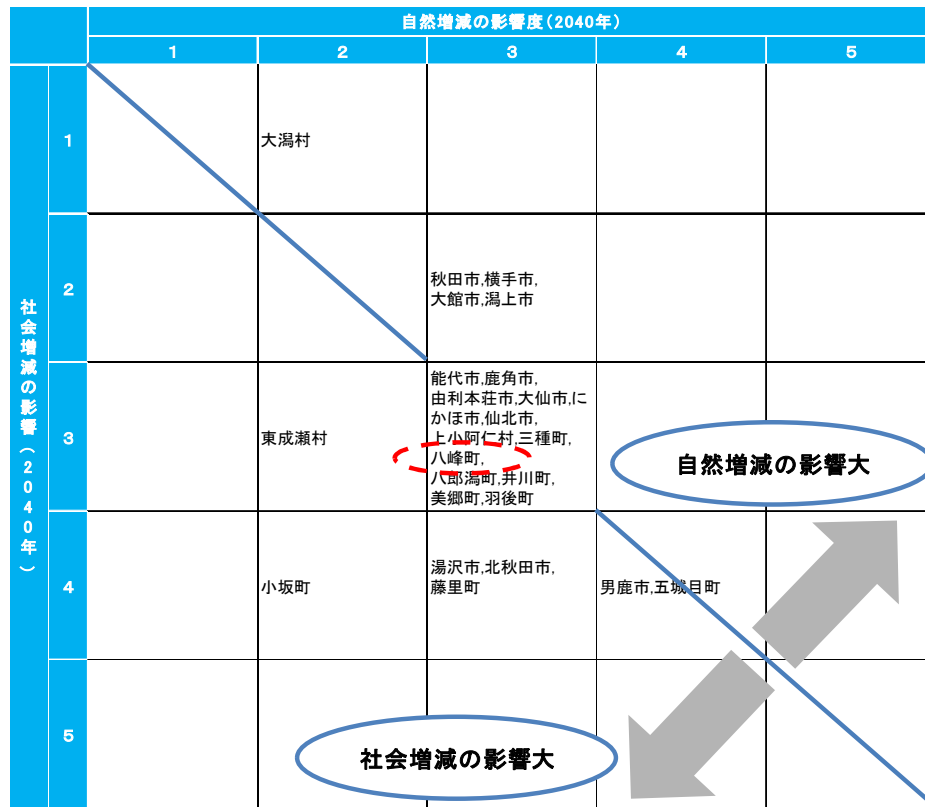 自然増減の影響度(2040年)
1 2 3 4 5
社会増減の影響(2040年)
1
大潟村
2
秋田市,横手市,
大館市,潟上市
3
東成瀬村
能代市,鹿角市,
由利本荘市,大仙市,に
かほ市,仙北市,
上小阿仁村,三種町,
八峰町,
八郎潟町,井川町,
美郷町,羽後町
自然増減の影響大
4
小坂町
湯沢市,北秋田市,
藤里町
男鹿市,五城目町
5
社会増減の影響大